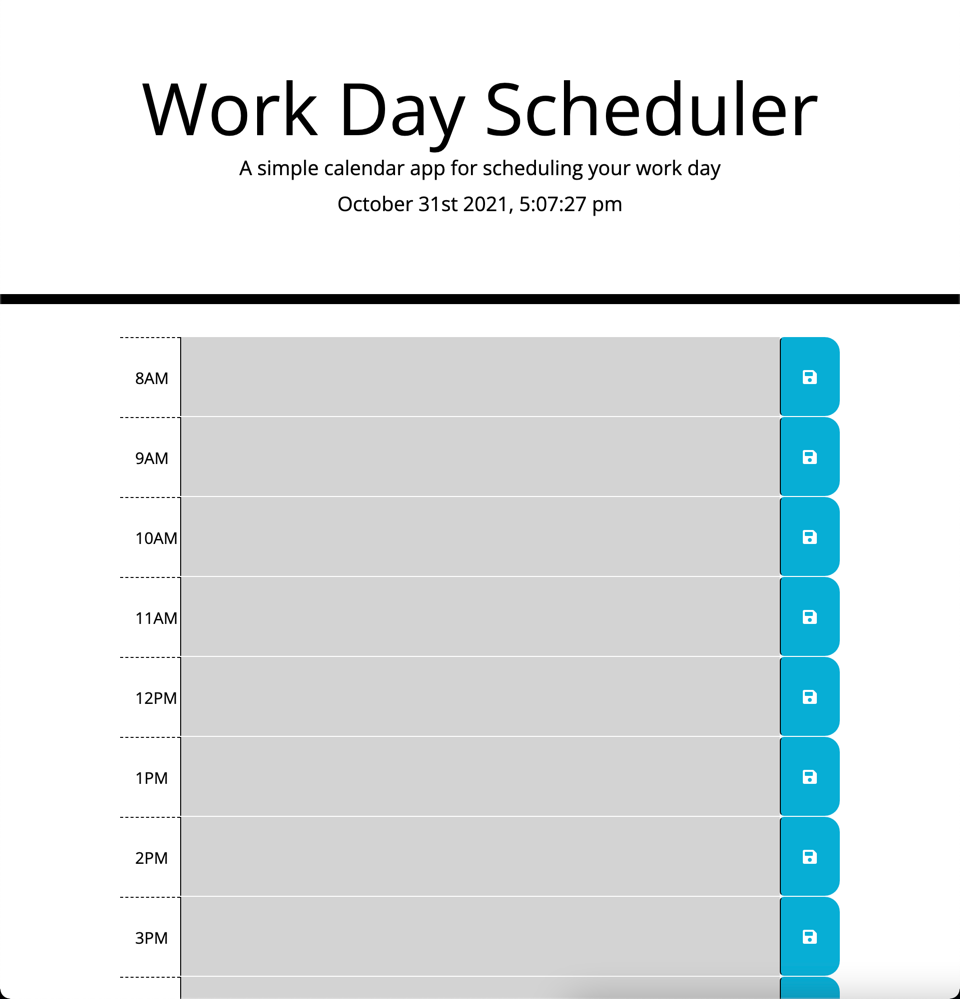 Work Day Scheduler
A simple calendar app for scheduling your work day
October 31st 2021, 5:07:27 pm
8AM
9AM
10AM
11AM
12PM
1PM
2PM
3PM